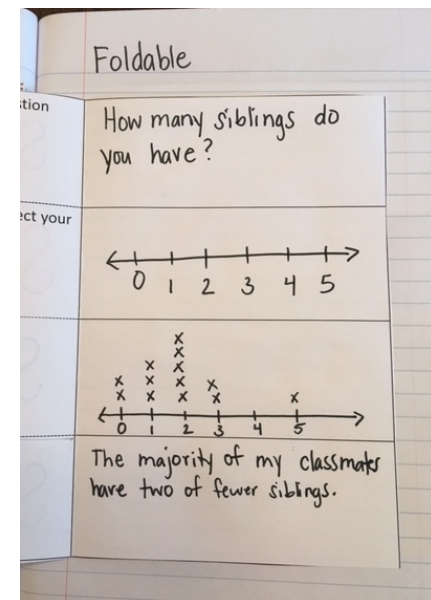 Foldable
stion
How many siblings do
you have?
ect your
0 1 2 3 4 5
x
x
x x
x x x x
x x x x x
0 1 2 3 4 5
The majority of my classmates
have two of fewer siblings.